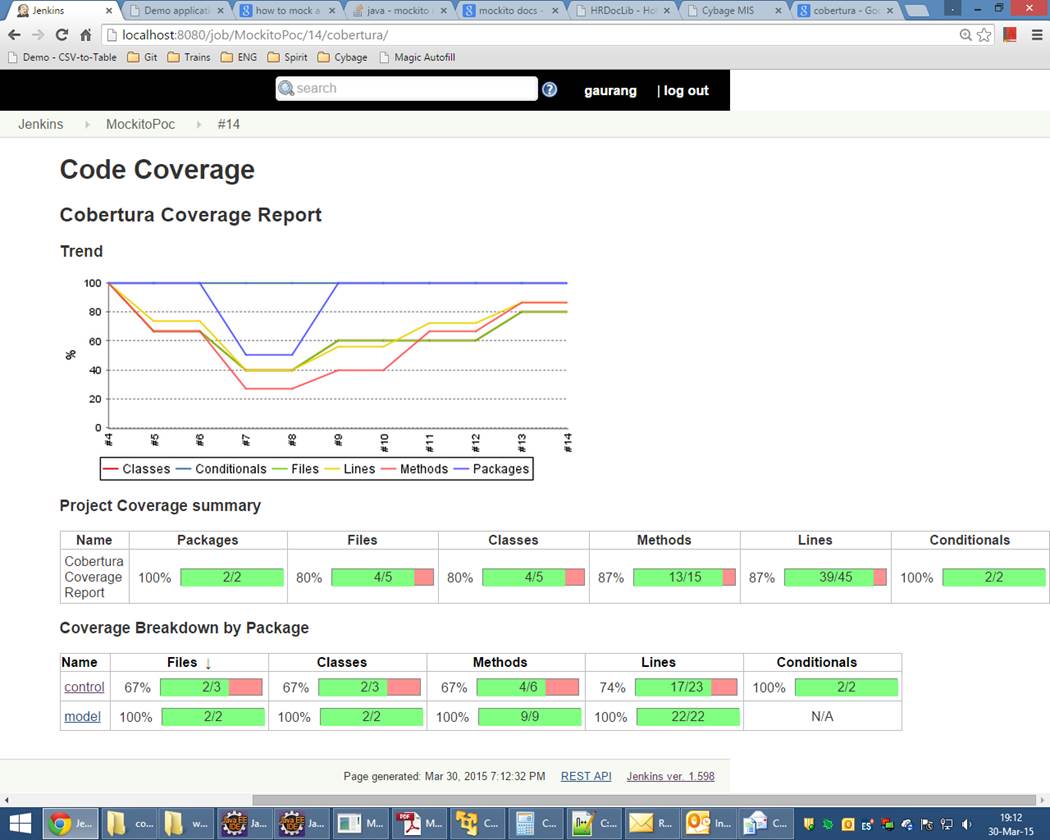 Jenkins
Demo applicati
how to mock a
java - mockito
mockito docs -
HRDocLib - Ho
Cybage MIS
cobertura - Goo
localhost:8080/job/MockitoPoc/14/cobertura/
Demo - CSV-to-Table Git Trains ENG Spirit Cybage Magic Autofill
search ? gaurang | log out
Jenkins MockitoPoc #14
Code Coverage
Cobertura Coverage Report
Trend
%
100
80
60
40
20
0
#4 #5 #6 #7 #8 #9 #10 #11 #12 #13 #14
Classes Conditionals Files Lines Methods Packages
Project Coverage summary
Name Packages Files Classes Methods Lines Conditionals
Cobertura Coverage Report 100% 2/2 80% 4/5 80% 4/5 87% 13/15 87% 39/45 100% 2/2
Coverage Breakdown by Package
Name Files ↓ Classes Methods Lines Conditionals
control 67% 2/3 67% 2/3 67% 4/6 74% 17/23 100% 2/2
model 100% 2/2 100% 2/2 100% 9/9 100% 22/22 N/A
Page generated: Mar 30, 2015 7:12:32 PM REST API Jenkins ver. 1.598
Je... co... w... Ja... Ja... M... M... C... C... C:... R... In... C...
19:12
30-Mar-15